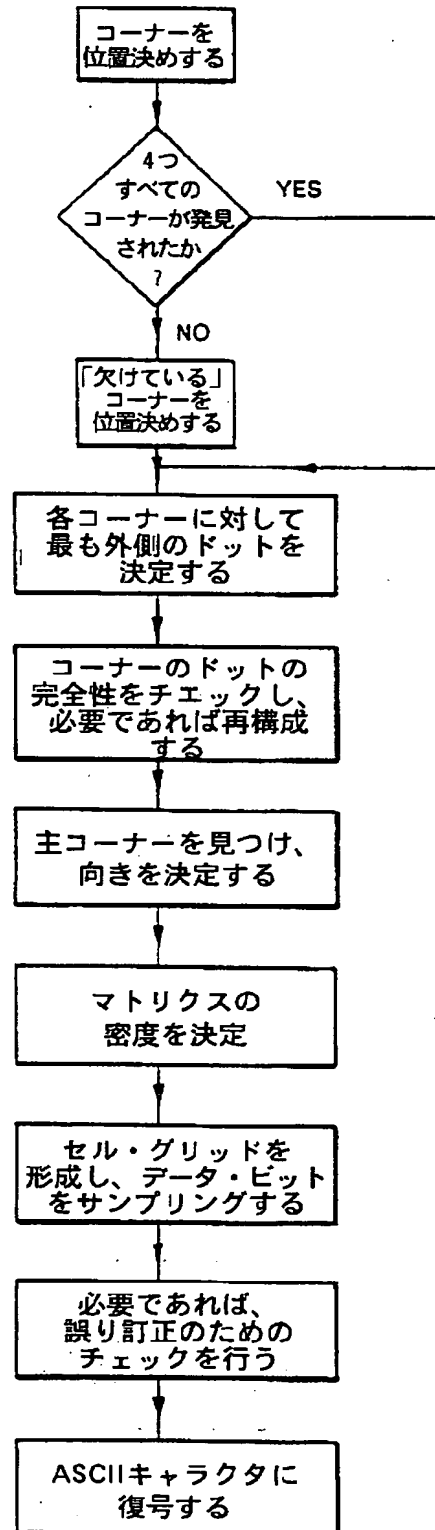 コーナーを
位置決めする
4つ
すべての
コーナーが発見
されたか
?
YES
NO
「欠けている」
コーナーを
位置決めする
各コーナーに対して
最も外側のドットを
決定する
コーナーのドットの
完全性をチェックし、
必要であれば再構成
する
主コーナーを見つけ、
向きを決定する
マトリクスの
密度を決定
セル・グリッドを
形成し、データ・ビット
をサンプリングする
必要であれば、
誤り訂正のための
チェックを行う
ASCIIキャラクタに
復号する